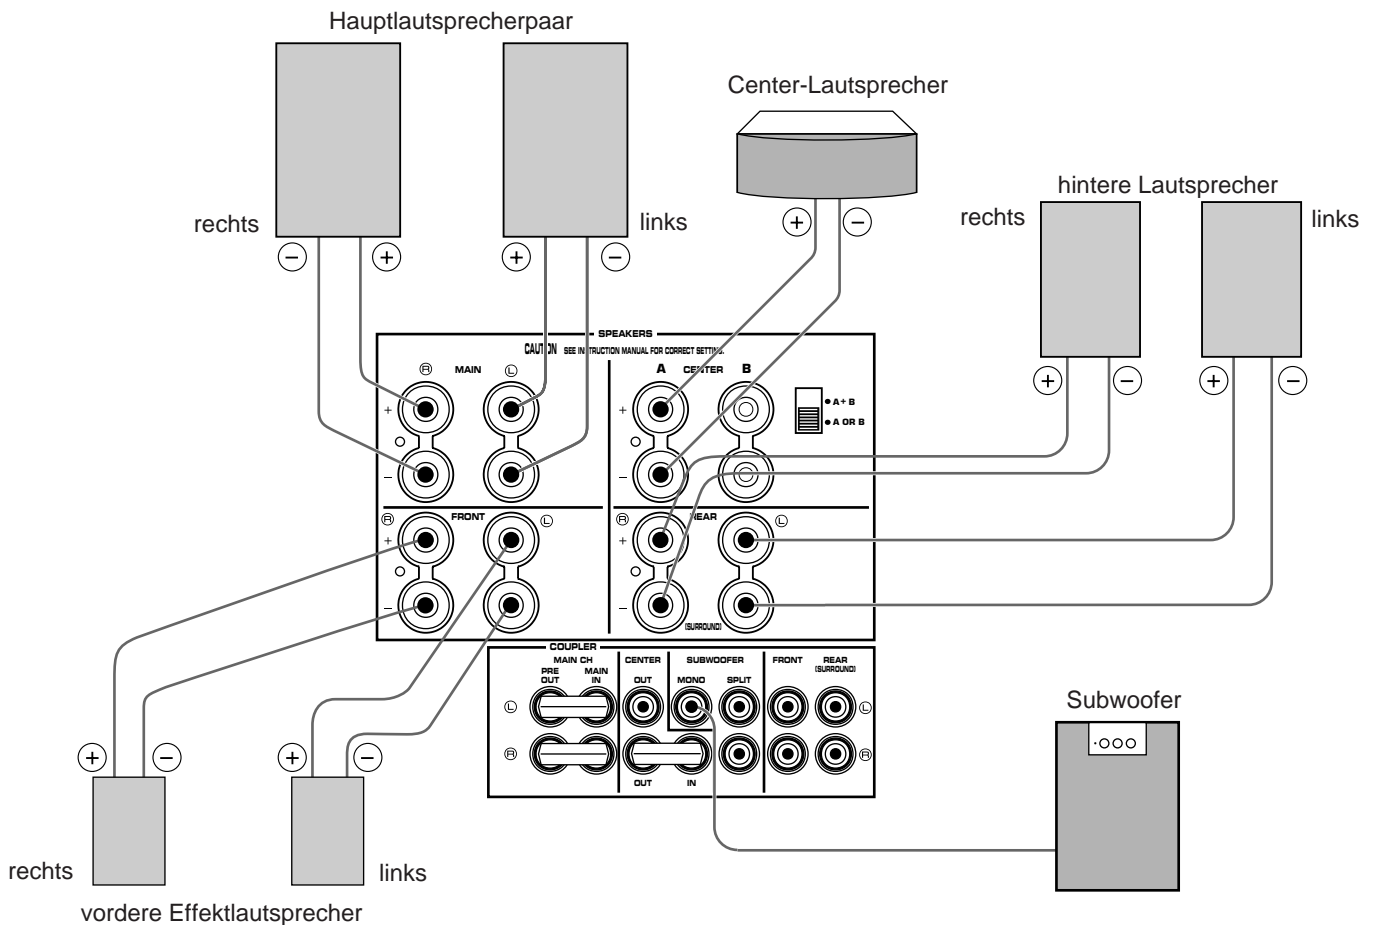 Hauptlautsprecherpaar
Center-Lautsprecher
hintere Lautsprecher
rechts
links
rechts
links
− + + −
+ −
+ − + −
SPEAKERS
CAUTION SEE INSTRUCTION MANUAL FOR CORRECT SETTING.
R MAIN L
A CENTER B
+
−
+
−
• A + B
• A OR B
R FRONT L
R REAR L
+
−
+
−
(SURROUND)
COUPLER
MAIN CH
PRE OUT
MAIN IN
CENTER
OUT
SUBWOOFER
MONO SPLIT
FRONT
REAR
(SURROUND)
L
L
R
R
OUT IN
Subwoofer
+ − + −
rechts
links
vordere Effektlautsprecher